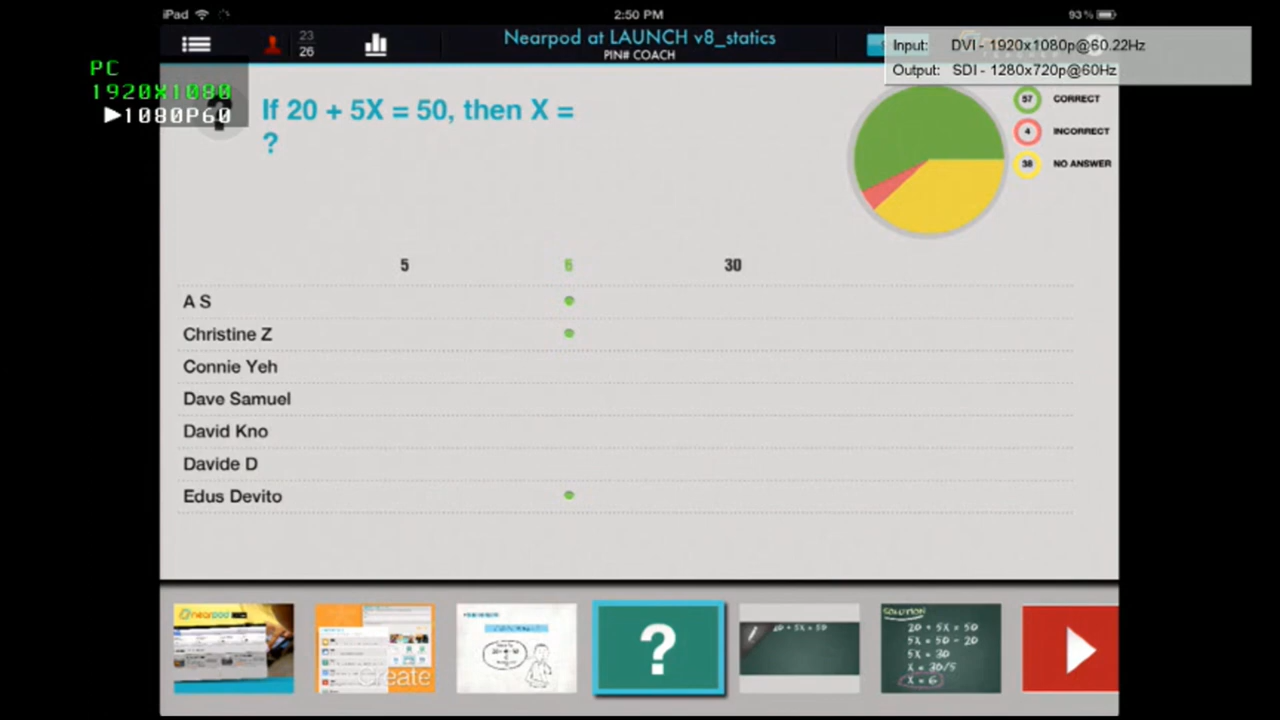 iPad
2:50 PM
93%
23
26
Nearpod at LAUNCH v8_statics
PIN# COACH
Input: DVI - 1920x1080p@60.22Hz
Output: SDI - 1280x720p@60Hz
PC
1920X1080
▶1080P60
If 20 + 5X = 50, then X =
?
57 CORRECT
4 INCORRECT
38 NO ANSWER
5 6 30
A S
Christine Z
Connie Yeh
Dave Samuel
David Kno
Davide D
Edus Devito
nearpod
Create
?
20 + 5X = 50
SOLUTION
20 + 5X = 50
5X = 50 - 20
5X = 30
X = 30/5
X = 6